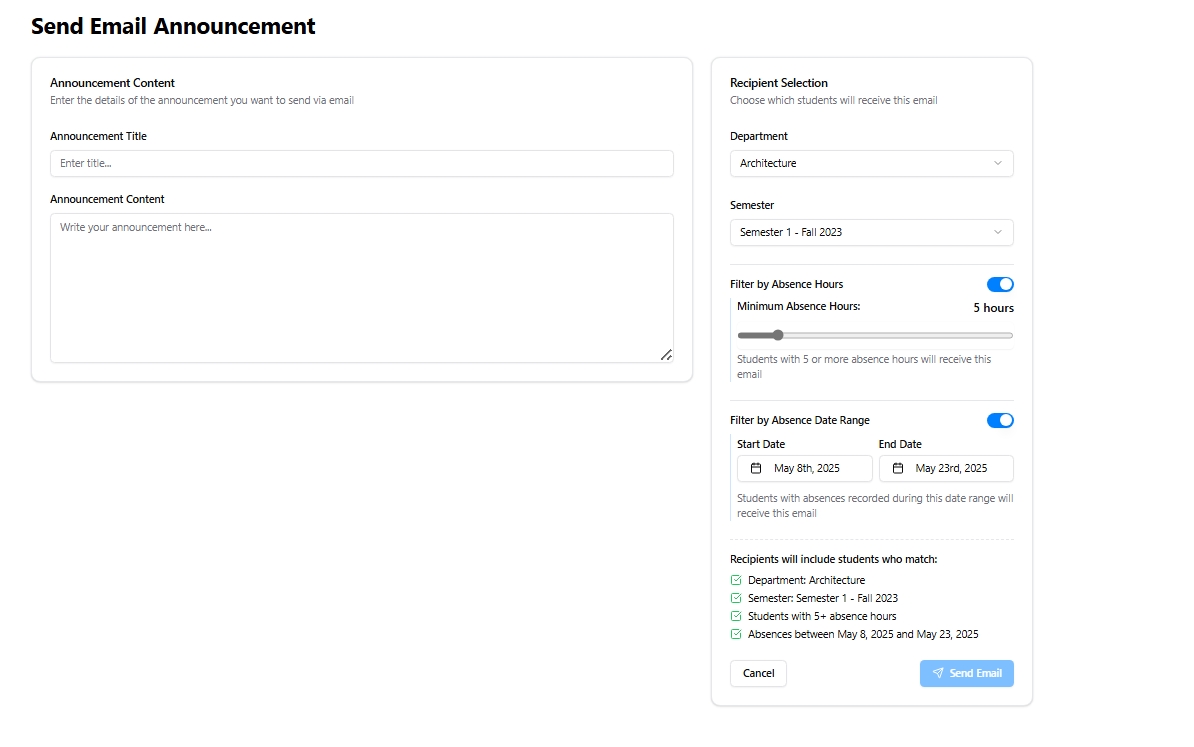 Send Email Announcement
Announcement Content
Enter the details of the announcement you want to send via email
Announcement Title
Enter title...
Announcement Content
Write your announcement here...
Recipient Selection
Choose which students will receive this email
Department
Architecture
Semester
Semester 1 - Fall 2023
Filter by Absence Hours
Minimum Absence Hours:
5 hours
Students with 5 or more absence hours will receive this
email
Filter by Absence Date Range
Start Date
End Date
May 8th, 2025
May 23rd, 2025
Students with absences recorded during this date range will
receive this email
Recipients will include students who match:
Department: Architecture
Semester: Semester 1 - Fall 2023
Students with 5+ absence hours
Absences between May 8, 2025 and May 23, 2025
Cancel
Send Email